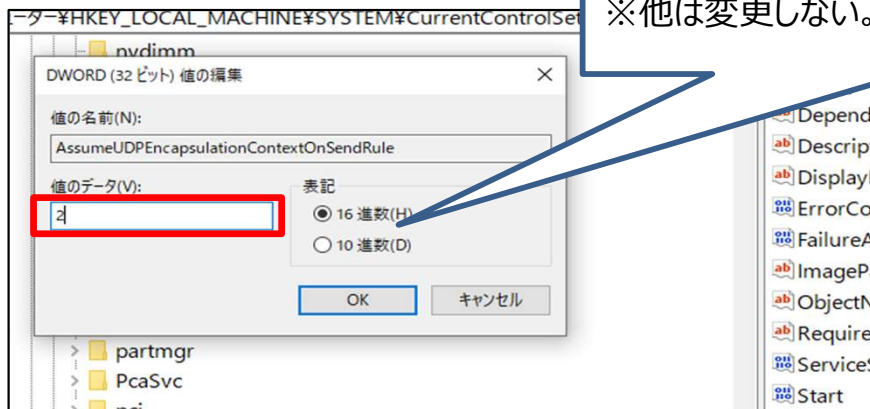 ーター¥HKEY_LOCAL_MACHINE¥SYSTEM¥CurrentControlSet
※他は変更しない。
nvdimm
DWORD (32 ビット) 値の編集
値の名前(N):
AssumeUDPEncapsulationContextOnSendRule
値のデータ(V):
2
表記
16 進数(H)
10 進数(D)
OK
キャンセル
partmgr
PcaSvc
pci
Depend
Descrip
Display
ErrorCo
FailureA
ImageP
ObjectN
Require
Service
Start